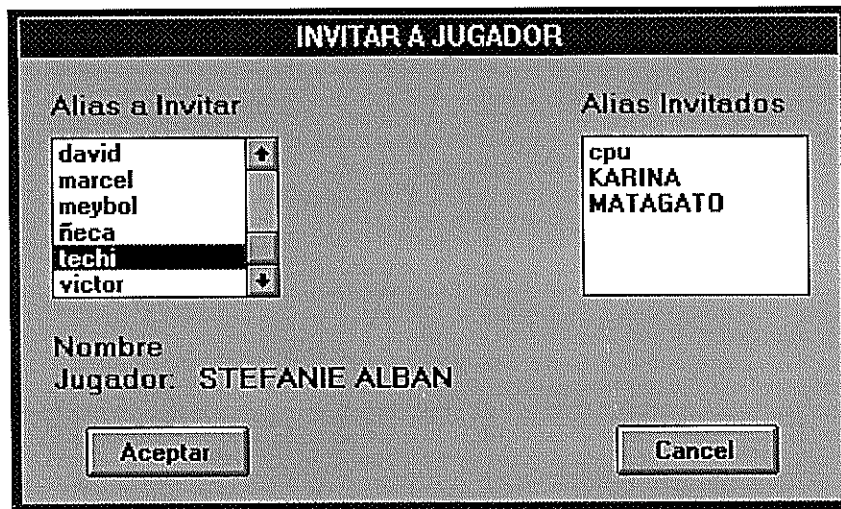 INVITAR A JUGADOR
Alias a Invitar
david
marcel
meybol
ñeca
techi
victor
Alias Invitados
cpu
KARINA
MATAGATO
Nombre
Jugador: STEFANIE ALBAN
Aceptar
Cancel